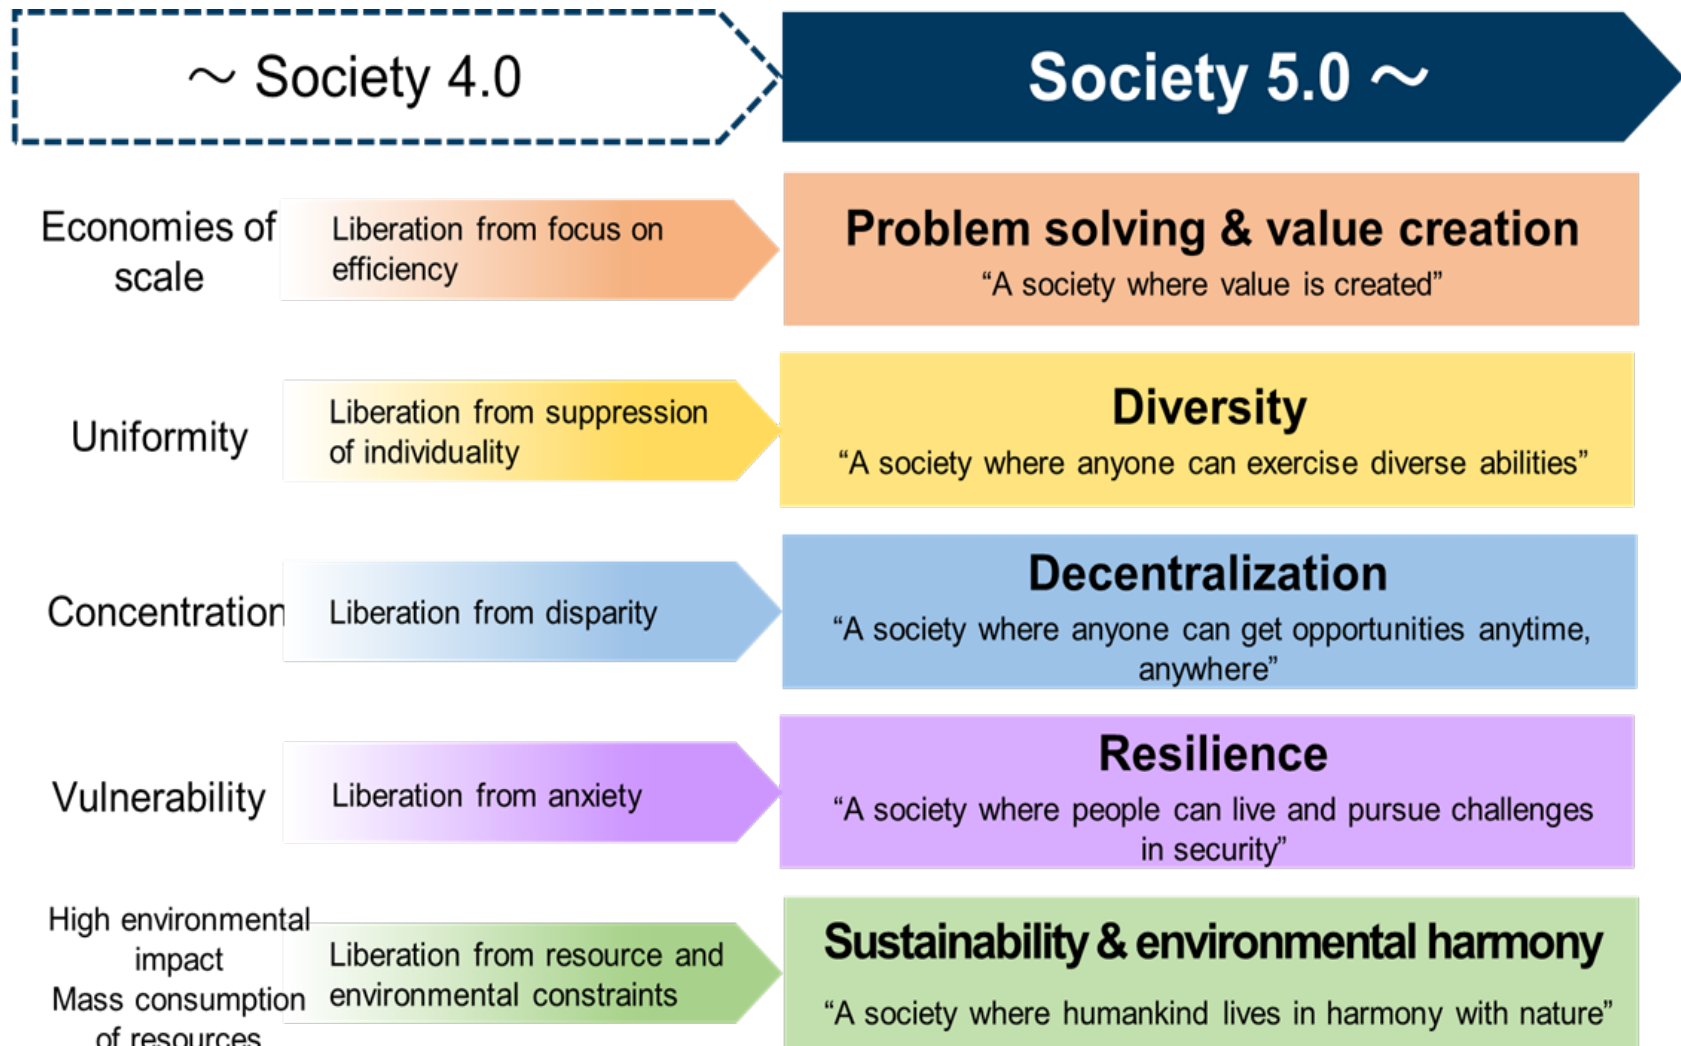 ～ Society 4.0
Society 5.0 ～
Economies of
scale
Liberation from focus on
efficiency
Problem solving & value creation
“A society where value is created”
Uniformity
Liberation from suppression
of individuality
Diversity
“A society where anyone can exercise diverse abilities”
Concentration
Liberation from disparity
Decentralization
“A society where anyone can get opportunities anytime,
anywhere”
Vulnerability
Liberation from anxiety
Resilience
“A society where people can live and pursue challenges
in security”
High environmental
impact
Mass consumption
of resources
Liberation from resource and
environmental constraints
Sustainability & environmental harmony
“A society where humankind lives in harmony with nature”